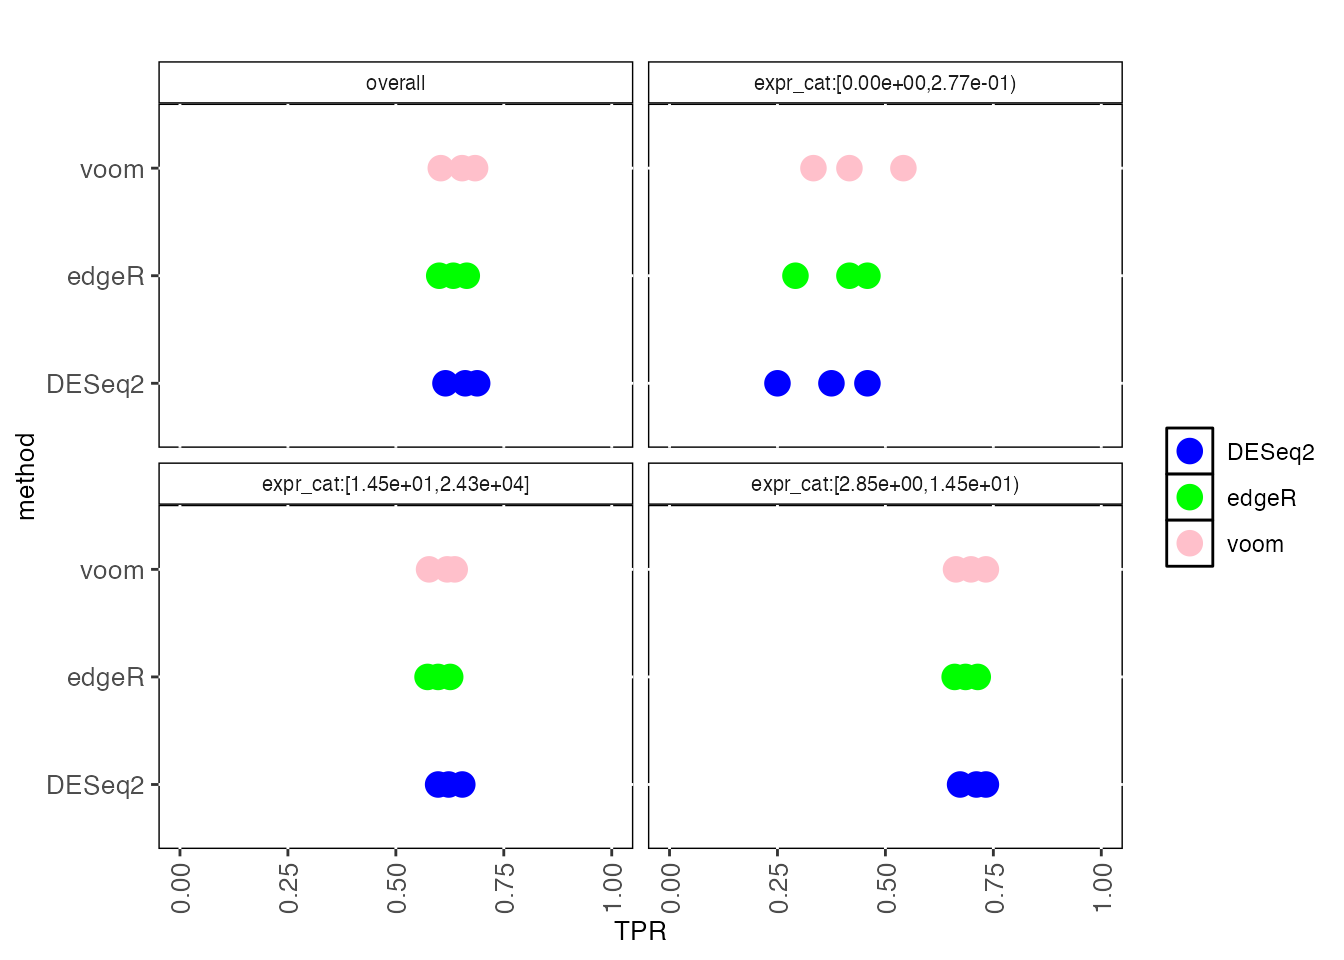 overall
expr_cat:[0.00e+00,2.77e-01)
voom
edgeR
DESeq2
expr_cat:[1.45e+01,2.43e+04]
expr_cat:[2.85e+00,1.45e+01)
voom
edgeR
DESeq2
0.00
0.25
0.50
0.75
1.00
0.00
0.25
0.50
0.75
1.00
TPR
method
DESeq2
edgeR
voom